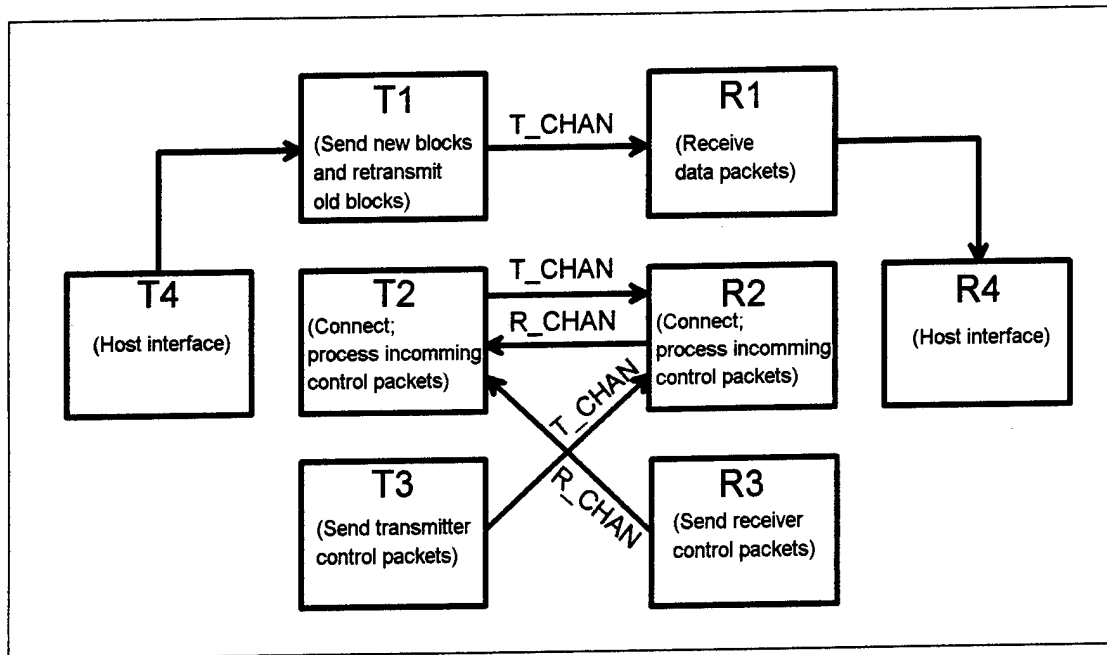 T1
(Send new blocks
and retransmit
old blocks)
T_CHAN
R1
(Receive
data packets)
T4
(Host interface)
T2
(Connect;
process incomming
control packets)
T_CHAN
R_CHAN
R2
(Connect;
process incomming
control packets)
R4
(Host interface)
T_CHAN
R_CHAN
T3
(Send transmitter
control packets)
R3
(Send receiver
control packets)